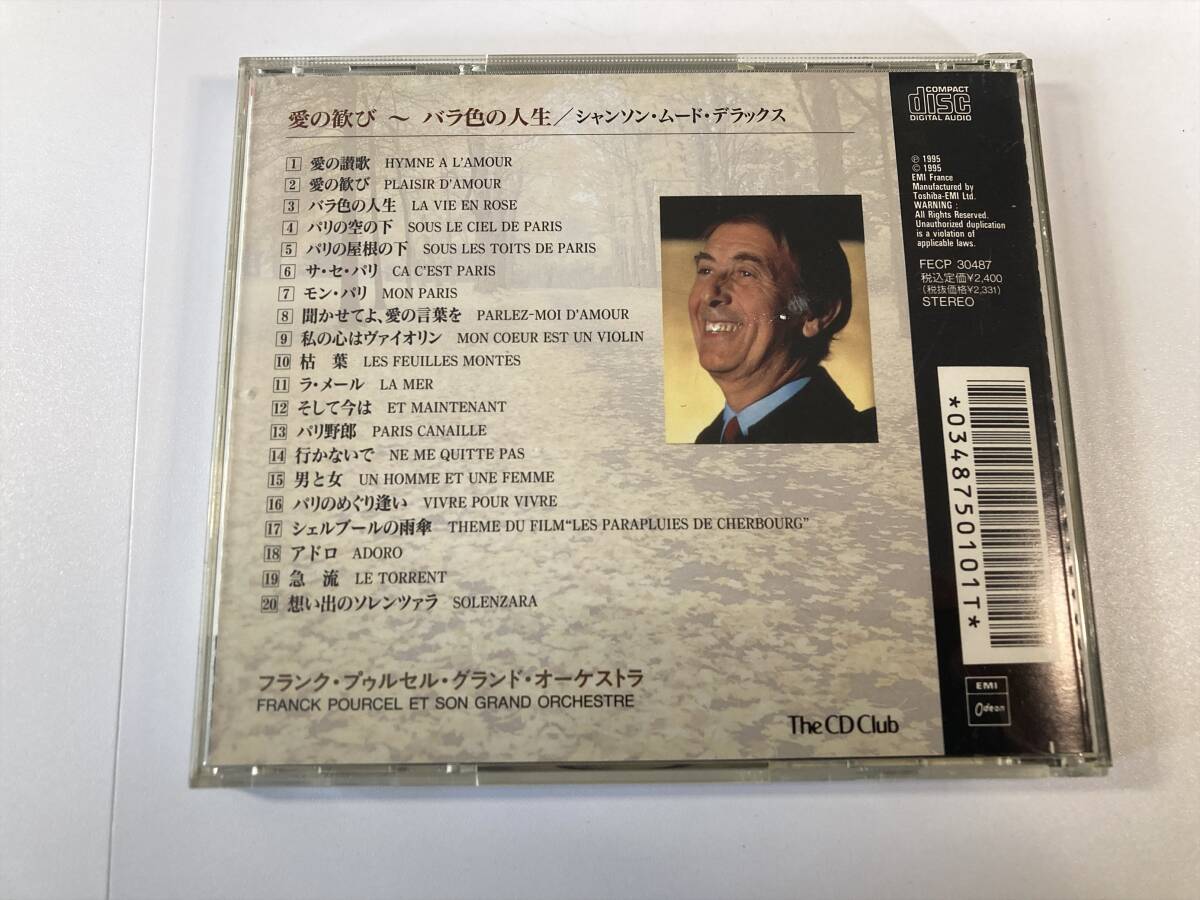 愛の歓び ～ バラ色の人生/シャンソン・ムード・デラックス
1 愛の讃歌 HYMNE A L'AMOUR
2 愛の歓び PLAISIR D'AMOUR
3 バラ色の人生 LA VIE EN ROSE
4 パリの空の下 SOUS LE CIEL DE PARIS
5 パリの屋根の下 SOUS LES TOITS DE PARIS
6 サ・セ・パリ CA C'EST PARIS
7 モン・パリ MON PARIS
8 聞かせてよ、愛の言葉を PARLEZ-MOI D'AMOUR
9 私の心はヴァイオリン MON COEUR EST UN VIOLIN
10 枯 葉 LES FEUILLES MONTES
11 ラ・メール LA MER
12 そして今は ET MAINTENANT
13 パリ野郎 PARIS CANAILLE
14 行かないで NE ME QUITTE PAS
15 男と女 UN HOMME ET UNE FEMME
16 パリのめぐり逢い VIVRE POUR VIVRE
17 シェルブールの雨傘 THEME DU FILM“LES PARAPLUIES DE CHERBOURG”
18 アドロ ADORO
19 急 流 LE TORRENT
20 想い出のソレンツァラ SOLENZARA
フランク・プゥルセル・グランド・オーケストラ
FRANCK POURCEL ET SON GRAND ORCHESTRE
The CD Club
COMPACT
disc
DIGITAL AUDIO
℗ 1995
© 1995
EMI France
Manufactured by
Toshiba-EMI Ltd.
WARNING :
All Rights Reserved.
Unauthorized duplication
is a violation of
applicable laws.
FECP 30487
税込定価¥2,400
(税抜価格¥2,331)
STEREO
*0348750101T*
EMI
Odeon